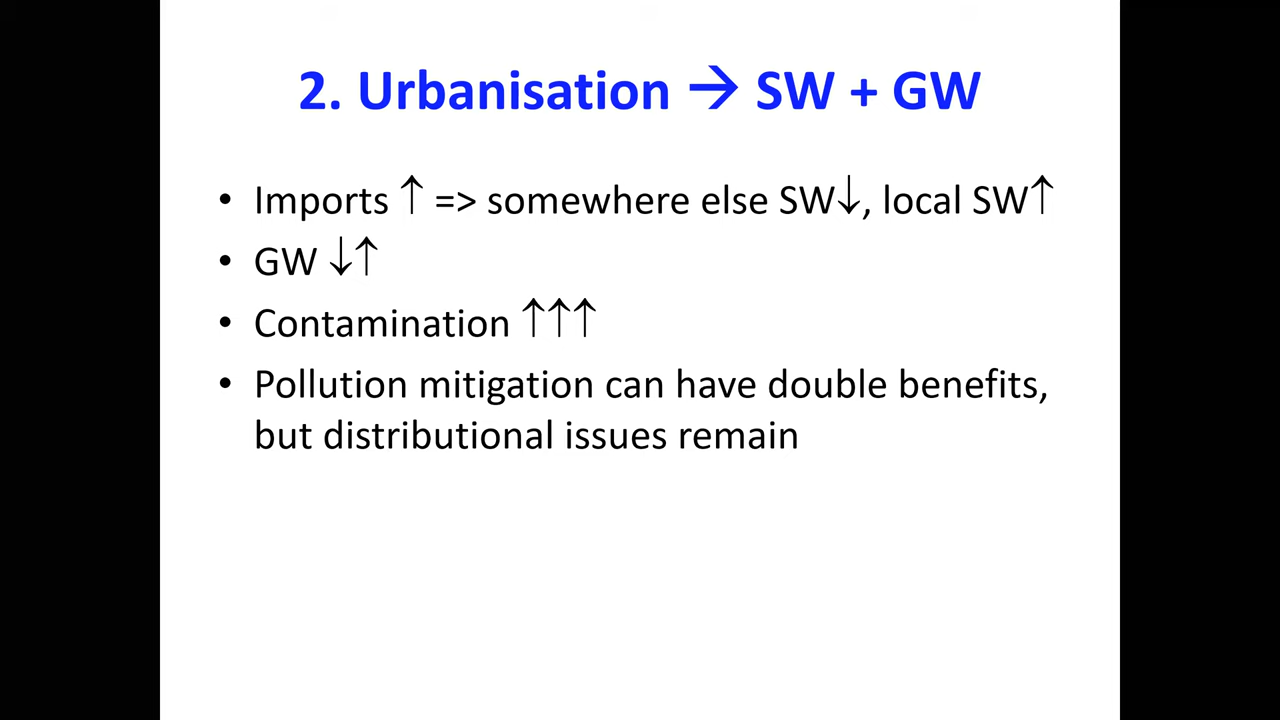 2. Urbanisation → SW + GW
• Imports ↑ => somewhere else SW↓, local SW↑
• GW ↓↑
• Contamination ↑↑↑
• Pollution mitigation can have double benefits,
but distributional issues remain